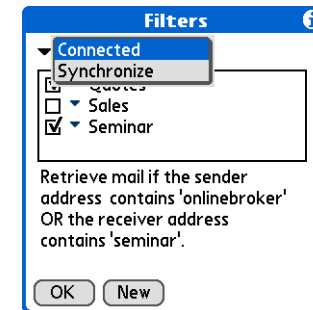 Filters
Connected
Synchronize
Quotes
Sales
Seminar
Retrieve mail if the sender
address contains 'onlinebroker'
OR the receiver address
contains 'seminar'.
OK New